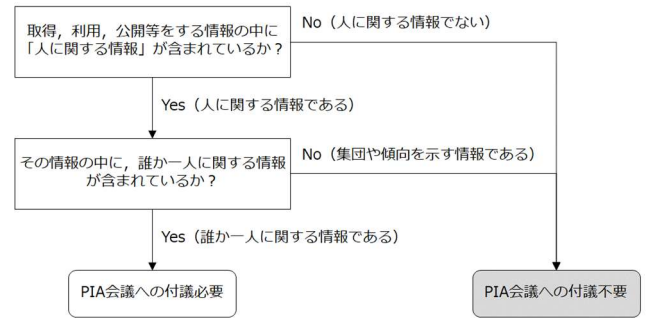 取得，利用，公開等をする情報の中に
「人に関する情報」が含まれているか？
No（人に関する情報でない）
Yes（人に関する情報である）
その情報の中に，誰か一人に関する情報
が含まれているか？
No（集団や傾向を示す情報である）
Yes（誰か一人に関する情報である）
PIA会議への付議必要
PIA会議への付議不要